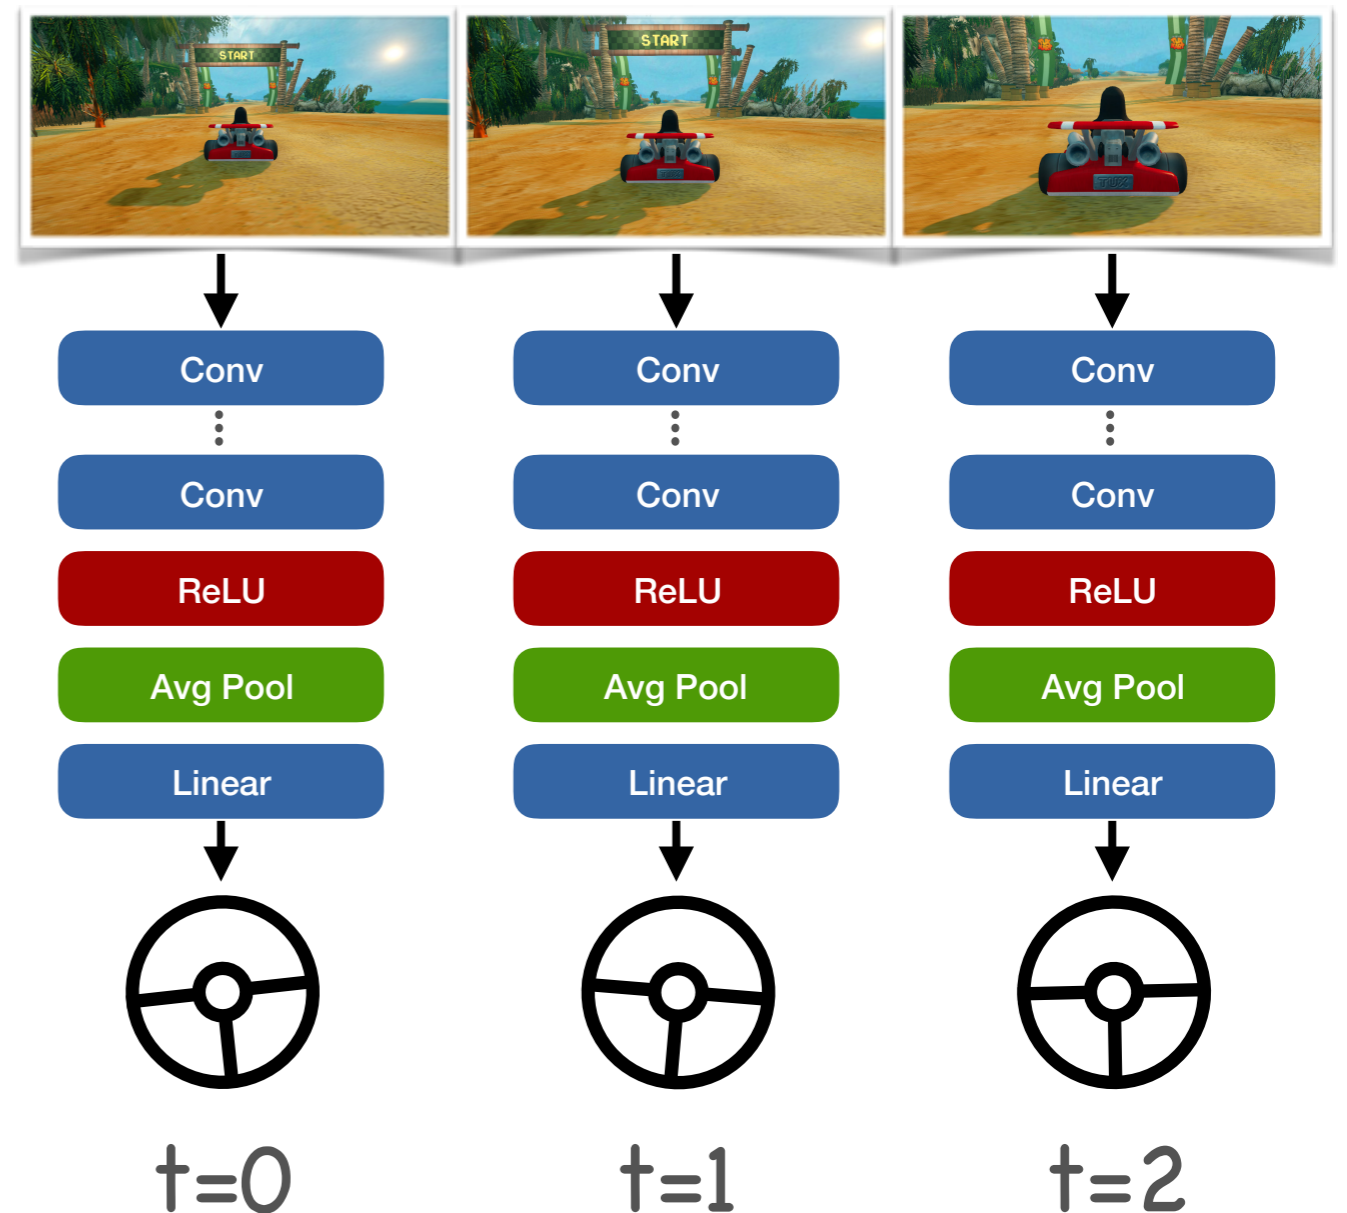 START
START
TUX
Conv
Conv
Conv
Conv
Conv
Conv
ReLU
ReLU
ReLU
Avg Pool
Avg Pool
Avg Pool
Linear
Linear
Linear
t=0
t=1
t=2